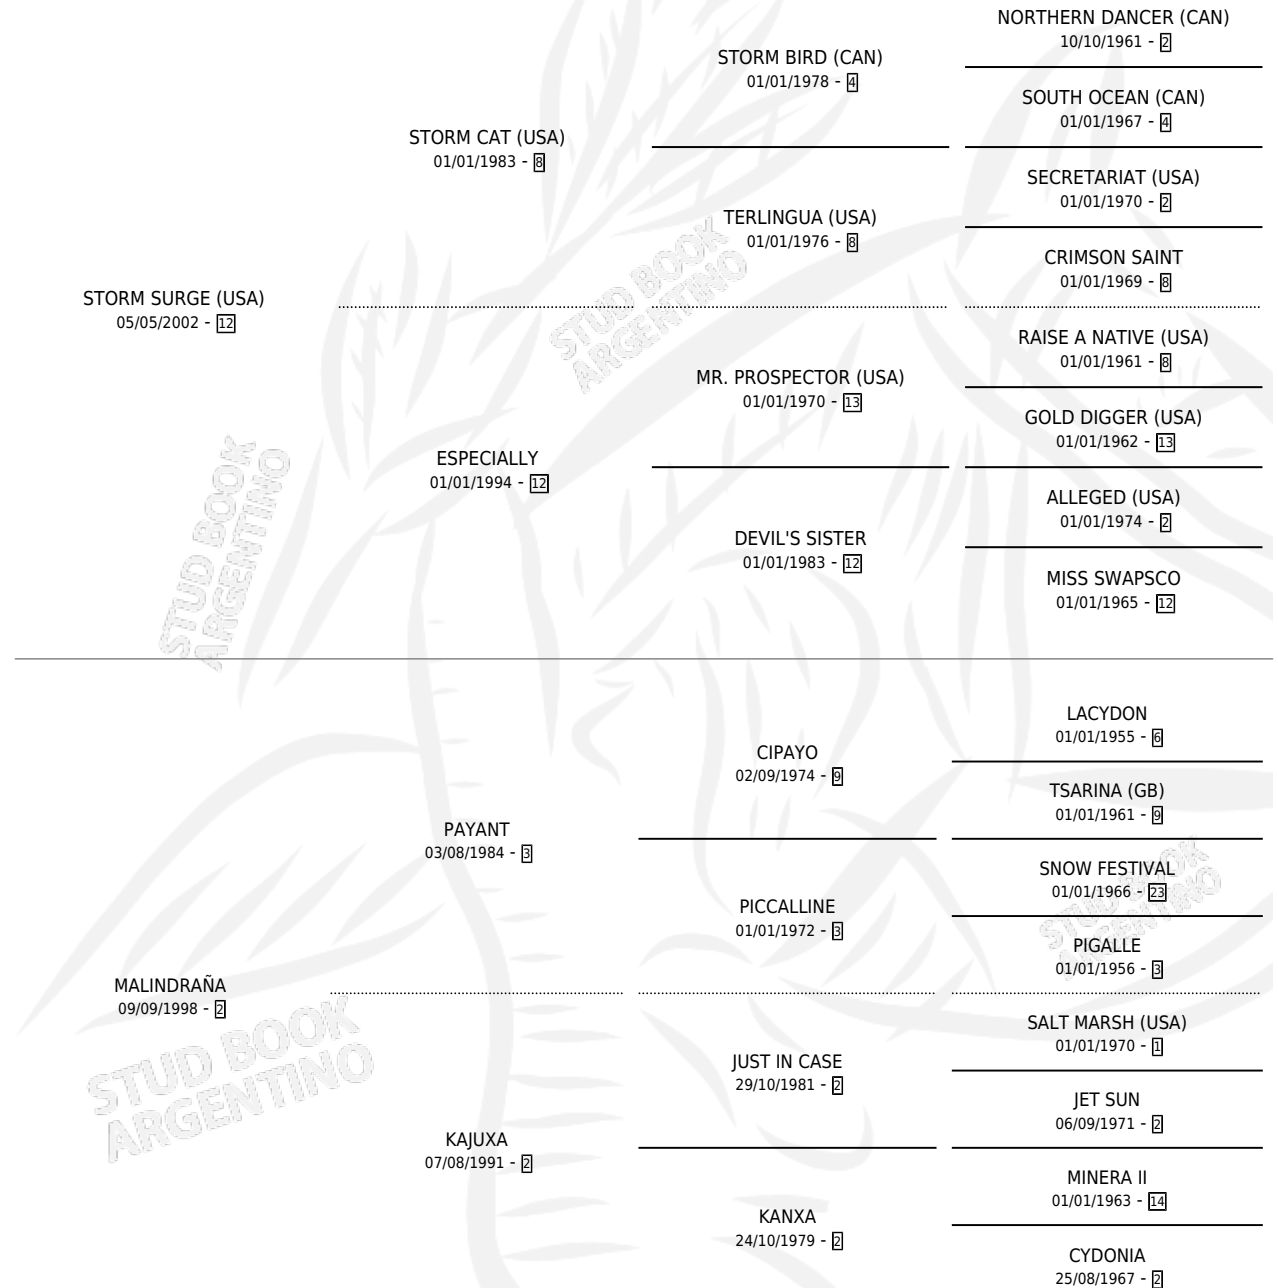 NORTHERN DANCER (CAN)
10/10/1961 - 2
STORM BIRD (CAN)
01/01/1978 - 4
SOUTH OCEAN (CAN)
01/01/1967 - 4
STORM CAT (USA)
01/01/1983 - 8
SECRETARIAT (USA)
01/01/1970 - 2
TERLINGUA (USA)
01/01/1976 - 8
CRIMSON SAINT
01/01/1969 - 8
STORM SURGE (USA)
05/05/2002 - 12
STUD BOOK
ARGENTINO
RAISE A NATIVE (USA)
01/01/1961 - 8
MR. PROSPECTOR (USA)
01/01/1970 - 13
GOLD DIGGER (USA)
01/01/1962 - 13
ESPECIALLY
01/01/1994 - 12
ALLEGED (USA)
01/01/1974 - 2
DEVIL'S SISTER
01/01/1983 - 12
MISS SWAPSCO
01/01/1965 - 12
STUD BOOK
ARGENTINO
LACYDON
01/01/1955 - 6
CIPAYO
02/09/1974 - 9
TSARINA (GB)
01/01/1961 - 9
PAYANT
03/08/1984 - 3
SNOW FESTIVAL
01/01/1966 - 23
PICCALLINE
01/01/1972 - 3
STUD BOOK
ARGENTINO
PIGALLE
01/01/1956 - 3
MALINDRAÑA
09/09/1998 - 2
STUD BOOK
ARGENTINO
SALT MARSH (USA)
01/01/1970 - 1
JUST IN CASE
29/10/1981 - 2
JET SUN
06/09/1971 - 2
KAJUXA
07/08/1991 - 2
MINERA II
01/01/1963 - 14
KANXA
24/10/1979 - 2
CYDONIA
25/08/1967 - 2